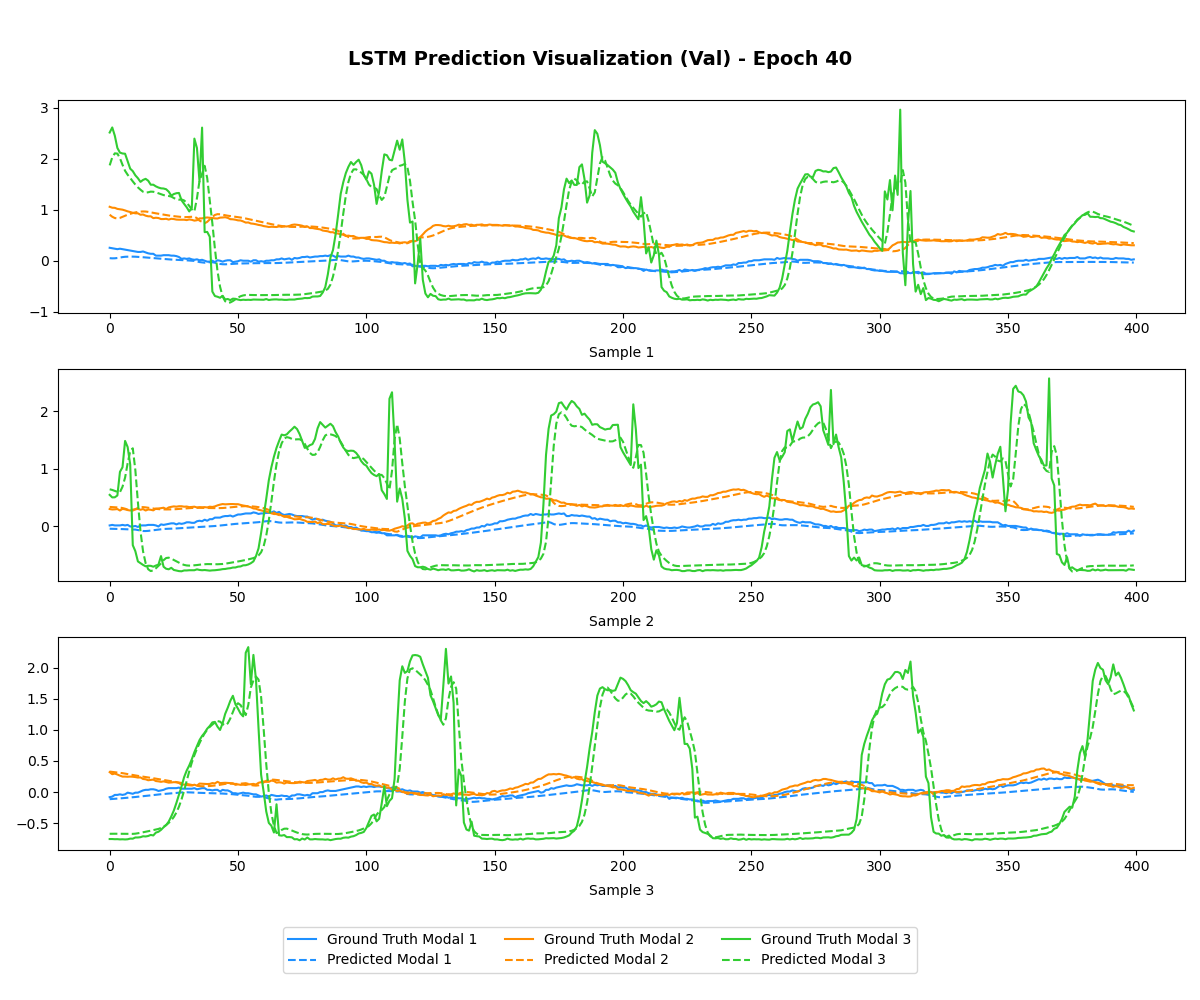 LSTM Prediction Visualization (Val) - Epoch 40
3
2
1
0
−1
0 50 100 150 200 250 300 350 400
Sample 1
2
1
0
0 50 100 150 200 250 300 350 400
Sample 2
2.0
1.5
1.0
0.5
0.0
−0.5
0 50 100 150 200 250 300 350 400
Sample 3
Ground Truth Modal 1 Ground Truth Modal 2 Ground Truth Modal 3
Predicted Modal 1 Predicted Modal 2 Predicted Modal 3